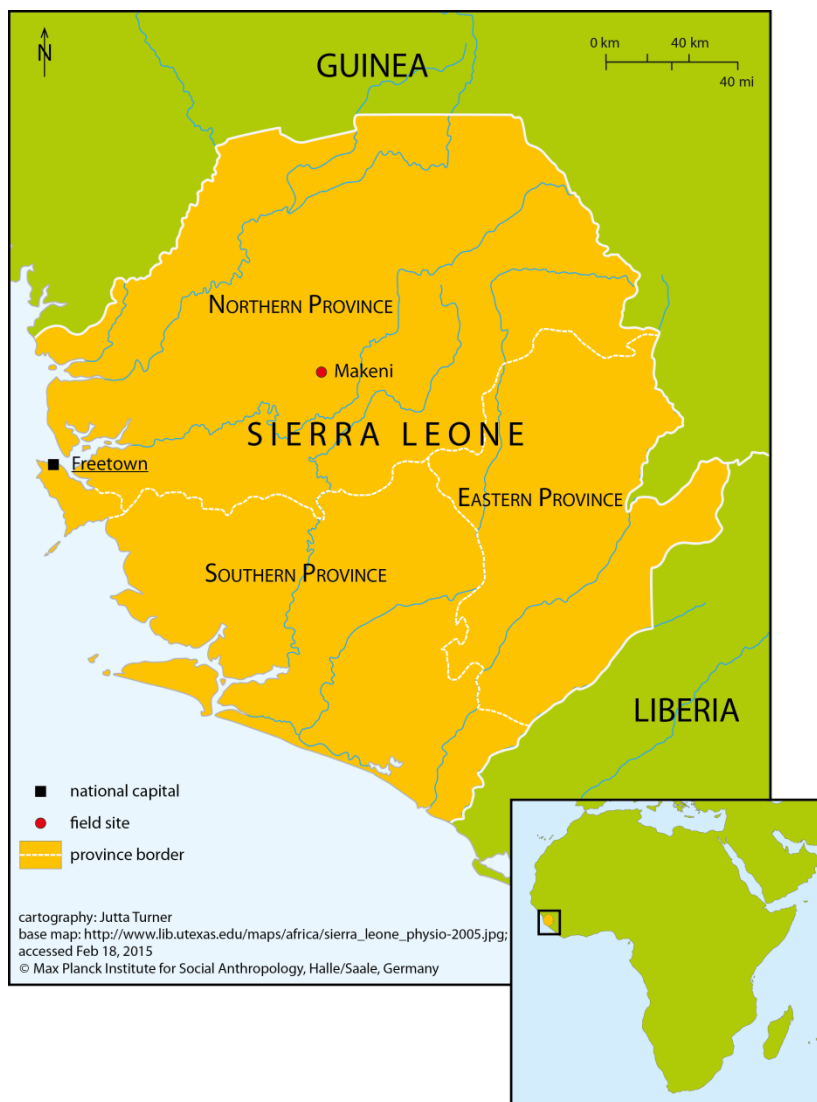 N
GUINEA
0 km 40 km
40 mi
NORTHERN PROVINCE
Makeni
SIERRA LEONE
Freetown
EASTERN PROVINCE
SOUTHERN PROVINCE
LIBERIA
national capital
field site
province border
cartography: Jutta Turner
base map: http://www.lib.utexas.edu/maps/africa/sierra_leone_physio-2005.jpg;
accessed Feb 18, 2015
© Max Planck Institute for Social Anthropology, Halle/Saale, Germany